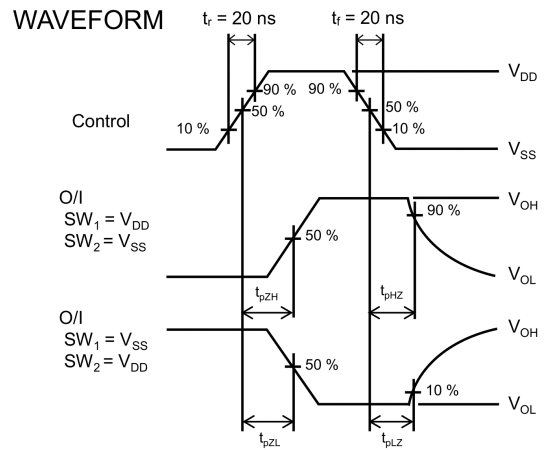 WAVEFORM
tr = 20 ns
tf = 20 ns
90 %
90 %
VDD
50 %
50 %
Control
10 %
10 %
VSS
O/I
SW1 = VDD
SW2 = VSS
VOH
90 %
50 %
VOL
tpZH
tpHZ
O/I
SW1 = VSS
SW2 = VDD
VOH
50 %
10 %
VOL
tpZL
tpLZ